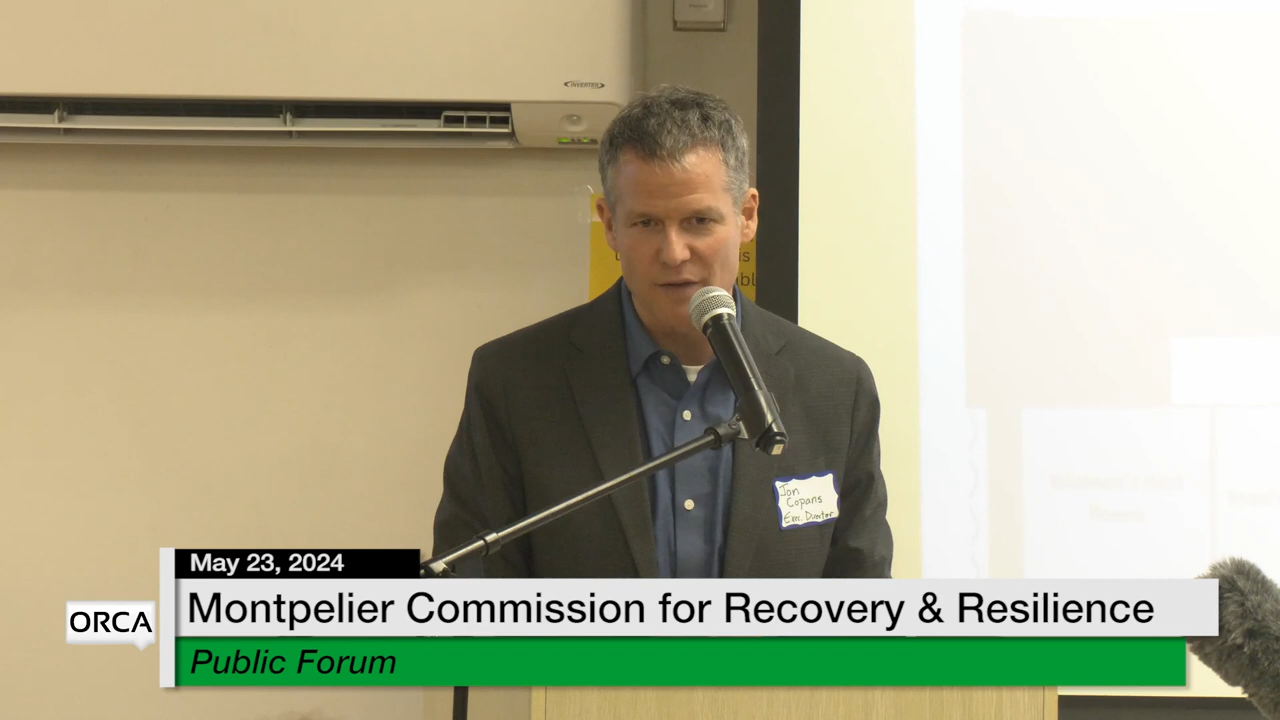 INVERTER
Jon
Copans
Exec. Director
May 23, 2024
Montpelier Commission for Recovery & Resilience
ORCA
Public Forum